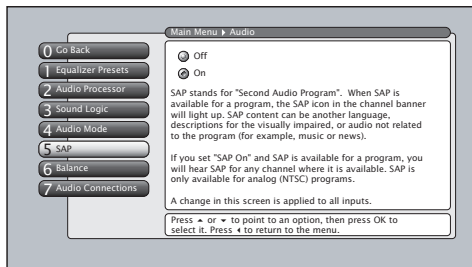 Main Menu ▸ Audio
0 Go Back
1 Equalizer Presets
2 Audio Processor
3 Sound Logic
4 Audio Mode
5 SAP
6 Balance
7 Audio Connections
Off
On
SAP stands for "Second Audio Program". When SAP is
available for a program, the SAP icon in the channel banner
will light up. SAP content can be another language,
descriptions for the visually impaired, or audio not related
to the program (for example, music or news).
If you set "SAP On" and SAP is available for a program, you
will hear SAP for any channel where it is available. SAP is
only available for analog (NTSC) programs.
A change in this screen is applied to all inputs.
Press ▲ or ▼ to point to an option, then press OK to
select it. Press ◂ to return to the menu.